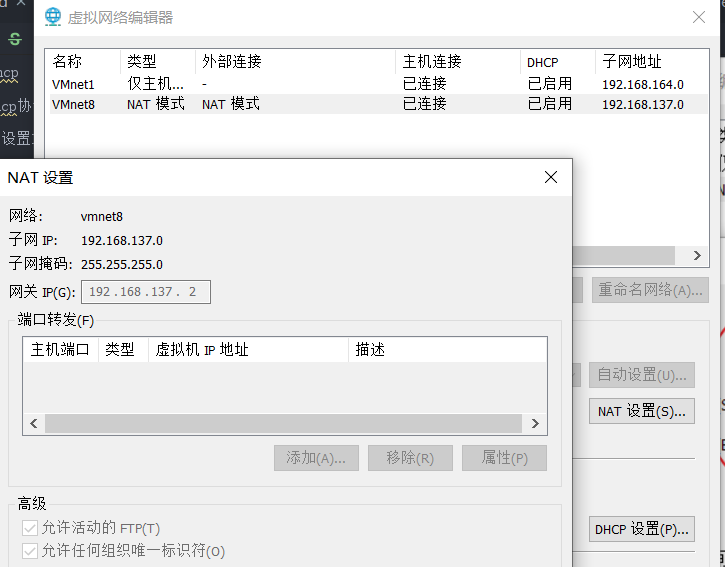 虚拟网络编辑器
名称 类型 外部连接 主机连接 DHCP 子网地址
VMnet1 仅主机... - 已连接 已启用 192.168.164.0
VMnet8 NAT 模式 NAT 模式 已连接 已启用 192.168.137.0
NAT 设置
网络: vmnet8
子网 IP: 192.168.137.0
子网掩码: 255.255.255.0
网关 IP(G): 192 . 168 . 137 . 2
端口转发(F)
主机端口 类型 虚拟机 IP 地址 描述
添加(A)... 移除(R) 属性(P)
高级
允许活动的 FTP(T)
允许任何组织唯一标识符(O)
重命名网络(A)...
自动设置(U)...
NAT 设置(S)...
DHCP 设置(P)...
cp协
设置